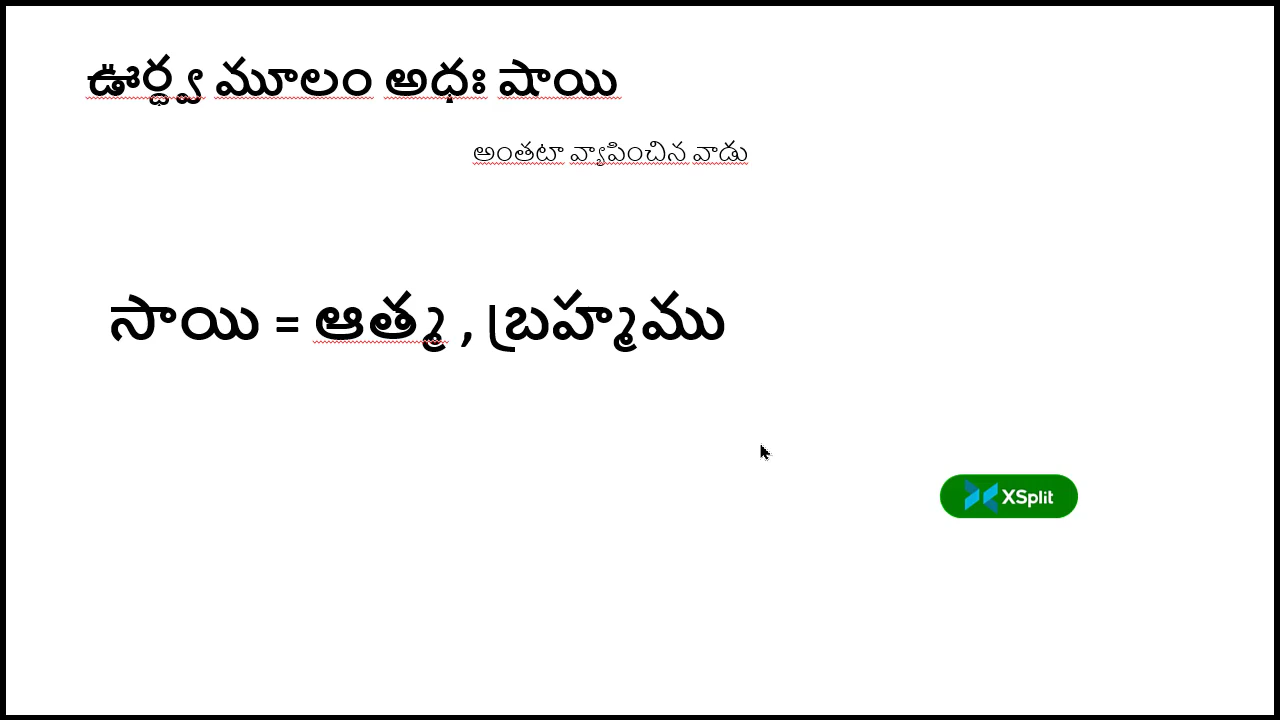 ఊర్ధ్వ మూలం అధః షాయి
అంతటా వ్యాపించిన వాడు
సాయి = ఆత్మ , బ్రహ్మము
XSplit